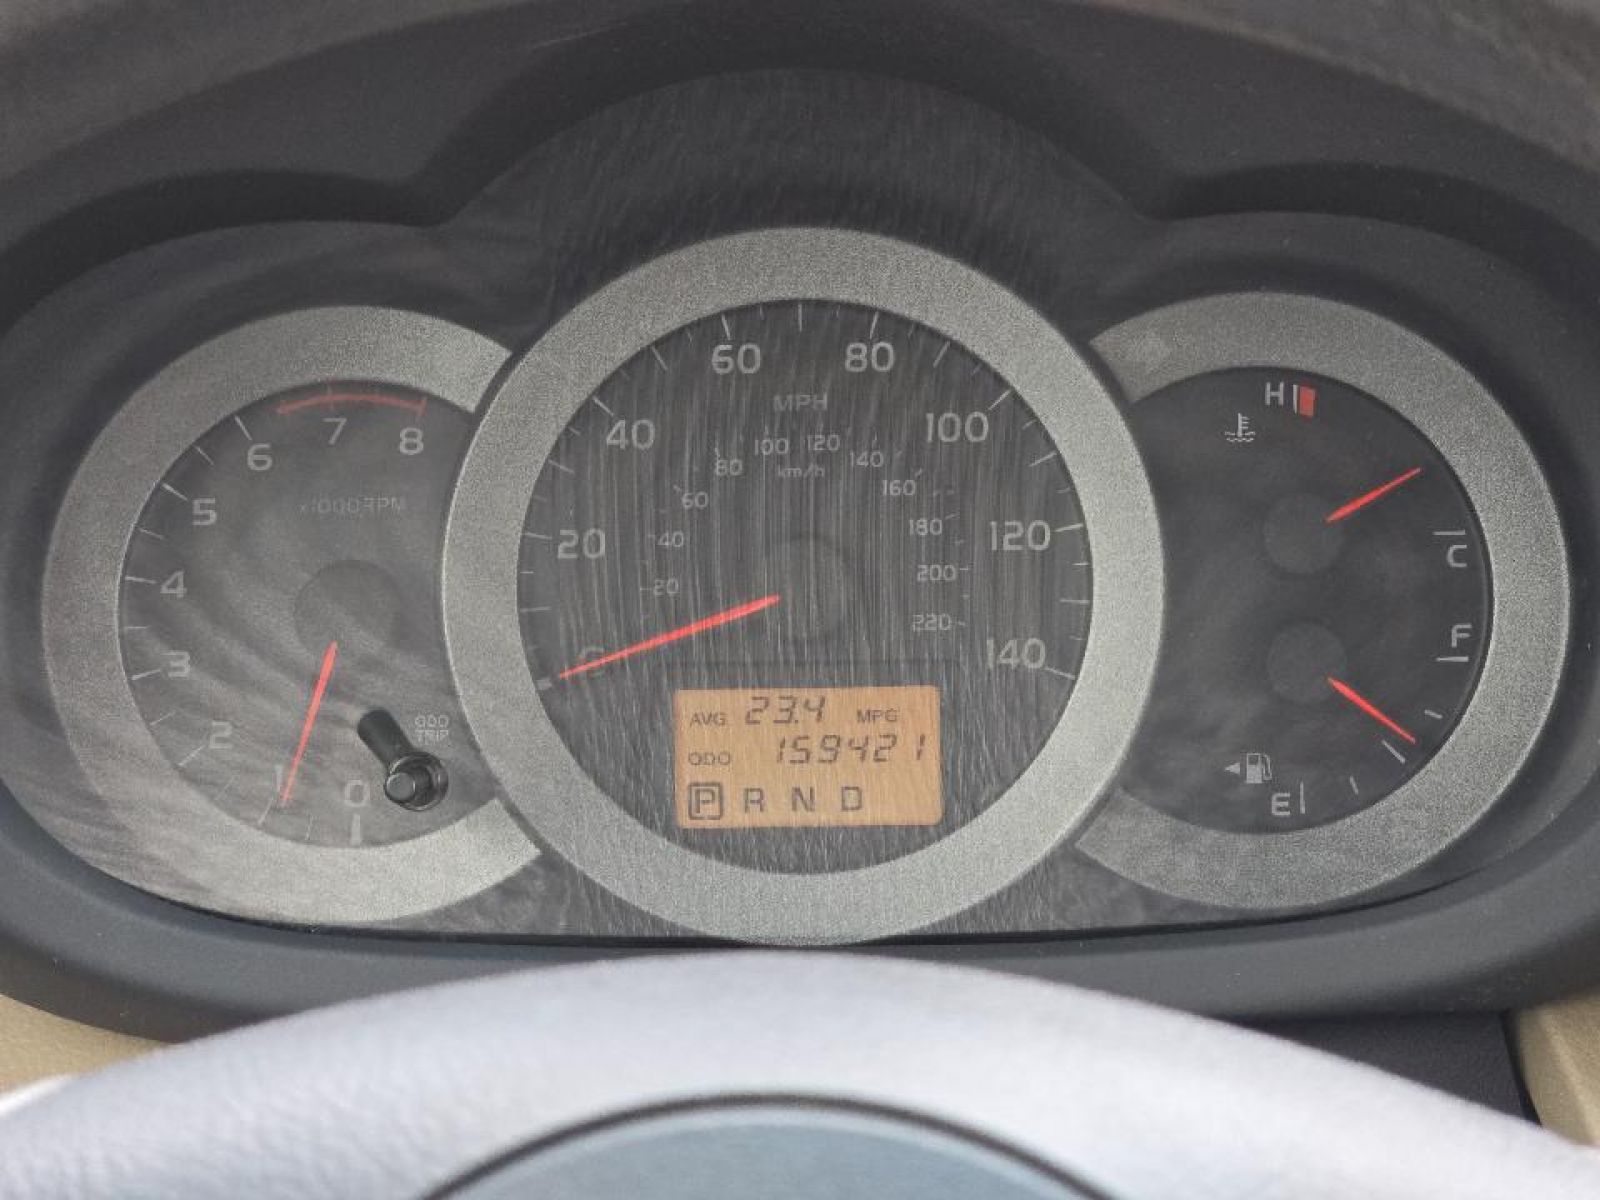 60 80
MPH
40 100
100 120
80 140
km/h
60 160
20 40 180 120
20 200
220
0 140
AVG. 23.4 MPG
ODO 159421
P R N D
7
6 8
x1000RPM
5
4
3
2
1 0
ODO
TRIP
H
C
F
E